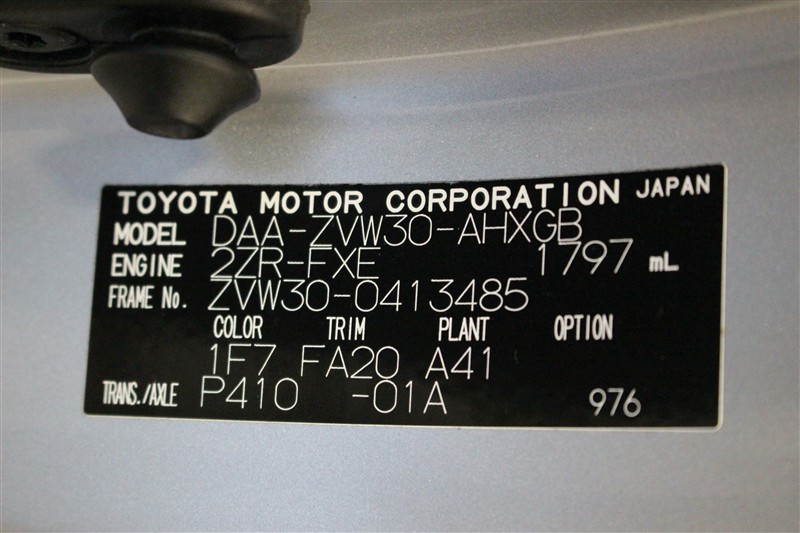 TOYOTA MOTOR CORPORATION JAPAN
MODEL DAA-ZVW30-AHXGB
ENGINE 2ZR-FXE 1797 mL
FRAME No. ZVW30-0413485
COLOR TRIM PLANT OPTION
1F7 FA20 A41
TRANS./AXLE P410 -01A 976